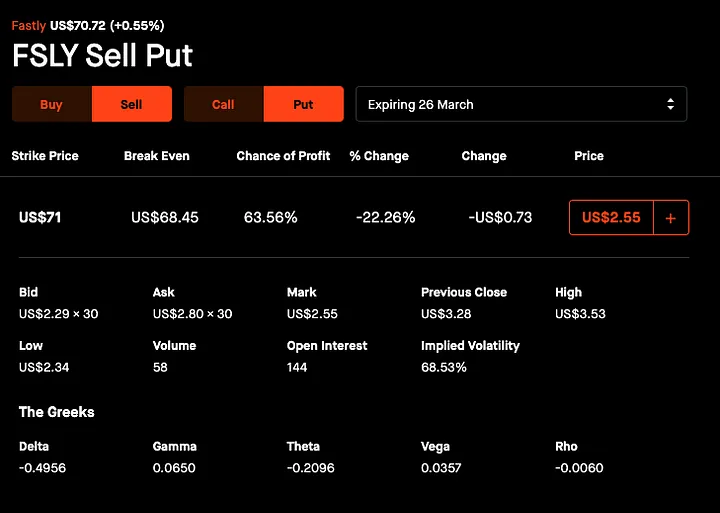 Fastly US$70.72 (+0.55%)
FSLY Sell Put
Buy Sell Call Put Expiring 26 March
Strike Price Break Even Chance of Profit % Change Change Price
US$71 US$68.45 63.56% -22.26% -US$0.73 US$2.55 +
Bid Ask Mark Previous Close High
US$2.29 × 30 US$2.80 × 30 US$2.55 US$3.28 US$3.53
Low Volume Open Interest Implied Volatility
US$2.34 58 144 68.53%
The Greeks
Delta Gamma Theta Vega Rho
-0.4956 0.0650 -0.2096 0.0357 -0.0060